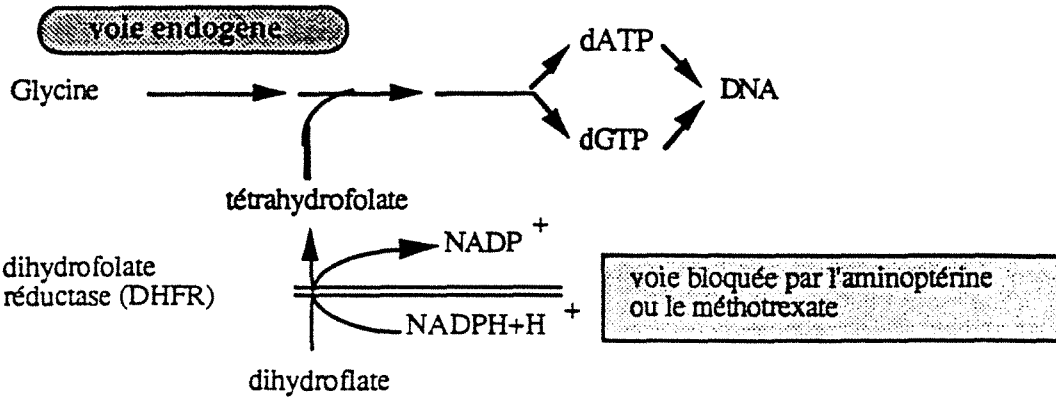 voie endogène
dATP
Glycine
DNA
dGTP
tétrahydrofolate
NADP +
dihydrofolate
réductase (DHFR)
voie bloquée par l'aminoptérine
ou le méthotrexate
NADPH+H +
dihydroflate